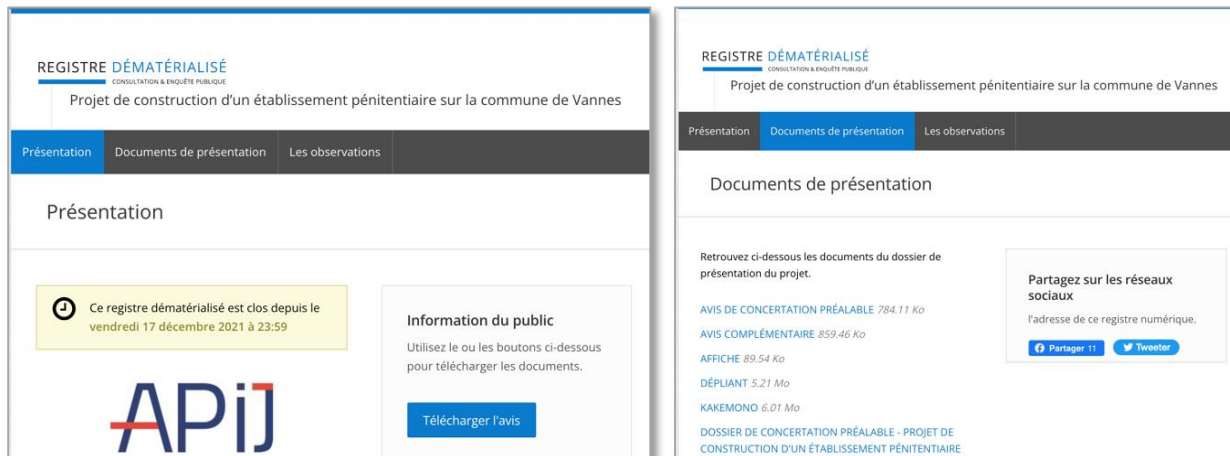 REGISTRE DÉMATÉRIALISÉ
CONSULTATION & ENQUÊTE PUBLIQUE
Projet de construction d'un établissement pénitentiaire sur la commune de Vannes
Présentation
Documents de présentation
Les observations
Présentation
Ce registre dématérialisé est clos depuis le
vendredi 17 décembre 2021 à 23:59
APiJ
Information du public
Utilisez le ou les boutons ci-dessous
pour télécharger les documents.
Télécharger l'avis
REGISTRE DÉMATÉRIALISÉ
CONSULTATION & ENQUÊTE PUBLIQUE
Projet de construction d'un établissement pénitentiaire sur la commune de Vannes
Présentation
Documents de présentation
Les observations
Documents de présentation
Retrouvez ci-dessous les documents du dossier de
présentation du projet.
AVIS DE CONCERTATION PRÉALABLE 784.11 Ko
AVIS COMPLÉMENTAIRE 859.46 Ko
AFFICHE 89.54 Ko
DÉPLIANT 5.21 Mo
KAKEMONO 6.01 Mo
DOSSIER DE CONCERTATION PRÉALABLE - PROJET DE
CONSTRUCTION D'UN ÉTABLISSEMENT PÉNITENTIAIRE
Partagez sur les réseaux
sociaux
l'adresse de ce registre numérique.
Partager 11
Tweeter